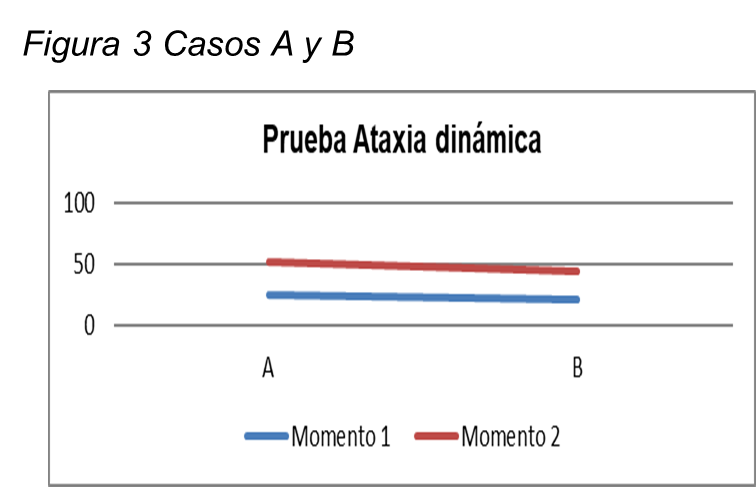 Figura 3 Casos A y B
Prueba Ataxia dinámica
100
50
0
A B
Momento 1 Momento 2